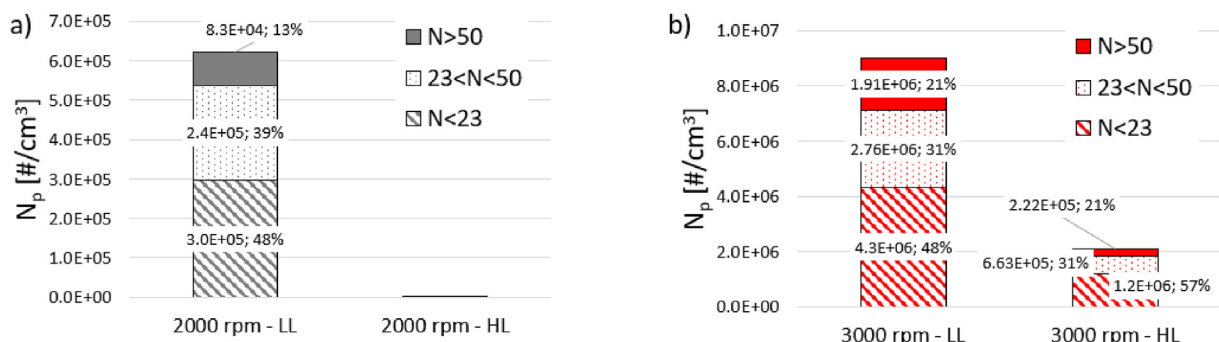 a)
N_p [#/cm³]
7.0E+05
6.0E+05
5.0E+05
4.0E+05
3.0E+05
2.0E+05
1.0E+05
0.0E+00
8.3E+04; 13%
2.4E+05; 39%
3.0E+05; 48%
N>50
23<N<50
N<23
2000 rpm - LL
2000 rpm - HL
b)
N_p [#/cm³]
1.0E+07
8.0E+06
6.0E+06
4.0E+06
2.0E+06
0.0E+00
1.91E+06; 21%
2.76E+06; 31%
4.3E+06; 48%
N>50
23<N<50
N<23
2.22E+05; 21%
6.63E+05; 31%
1.2E+06; 57%
3000 rpm - LL
3000 rpm - HL